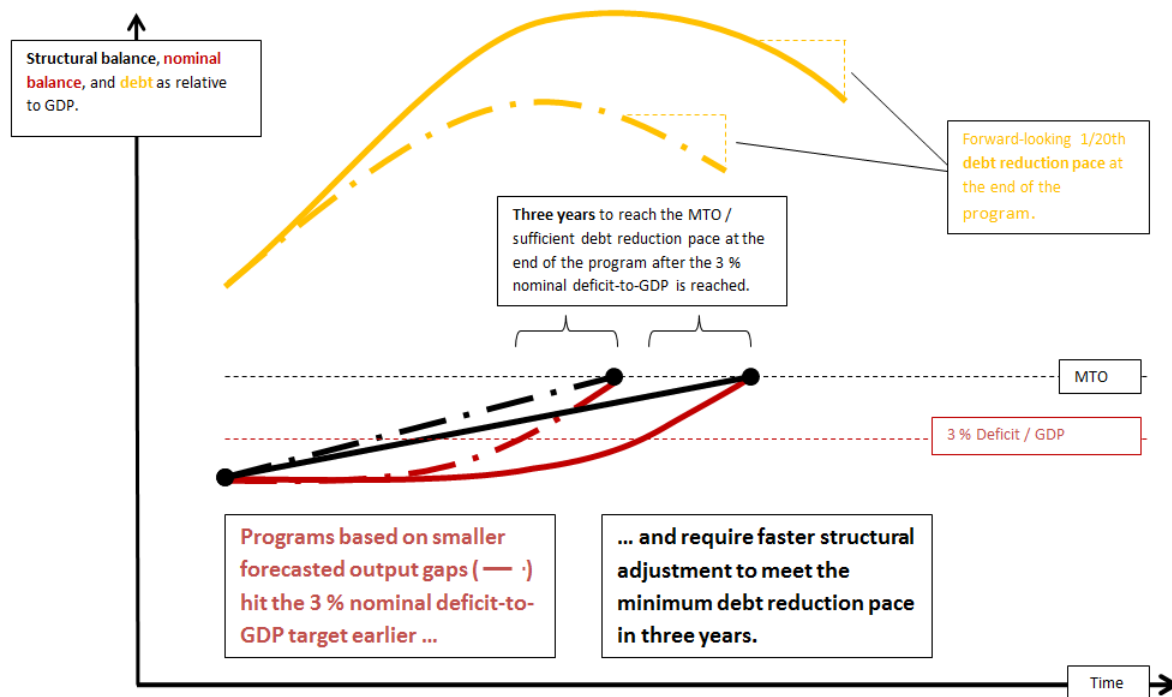 Structural balance, nominal
balance, and debt as relative
to GDP.
Forward-looking 1/20th
debt reduction pace at
the end of the
program.
Three years to reach the MTO /
sufficient debt reduction pace at the
end of the program after the 3 %
nominal deficit-to-GDP is reached.
MTO
3 % Deficit / GDP
Programs based on smaller
forecasted output gaps ( — · )
hit the 3 % nominal deficit-to-
GDP target earlier …
… and require faster structural
adjustment to meet the
minimum debt reduction pace
in three years.
Time